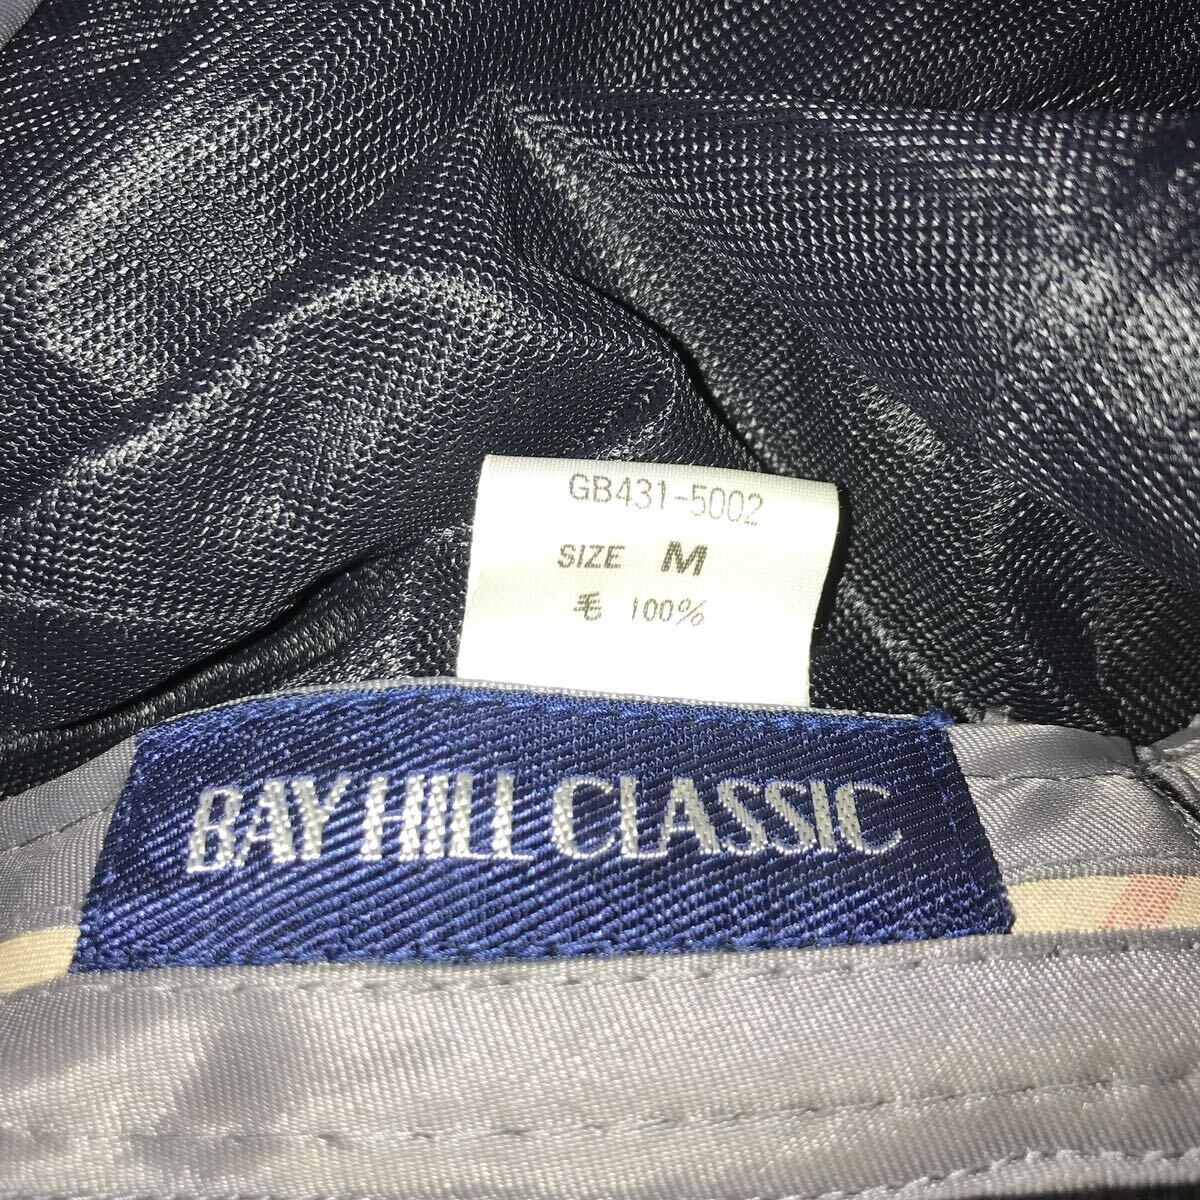 GB431-5002
SIZE M
毛 100%
BAY HILL CLASSIC